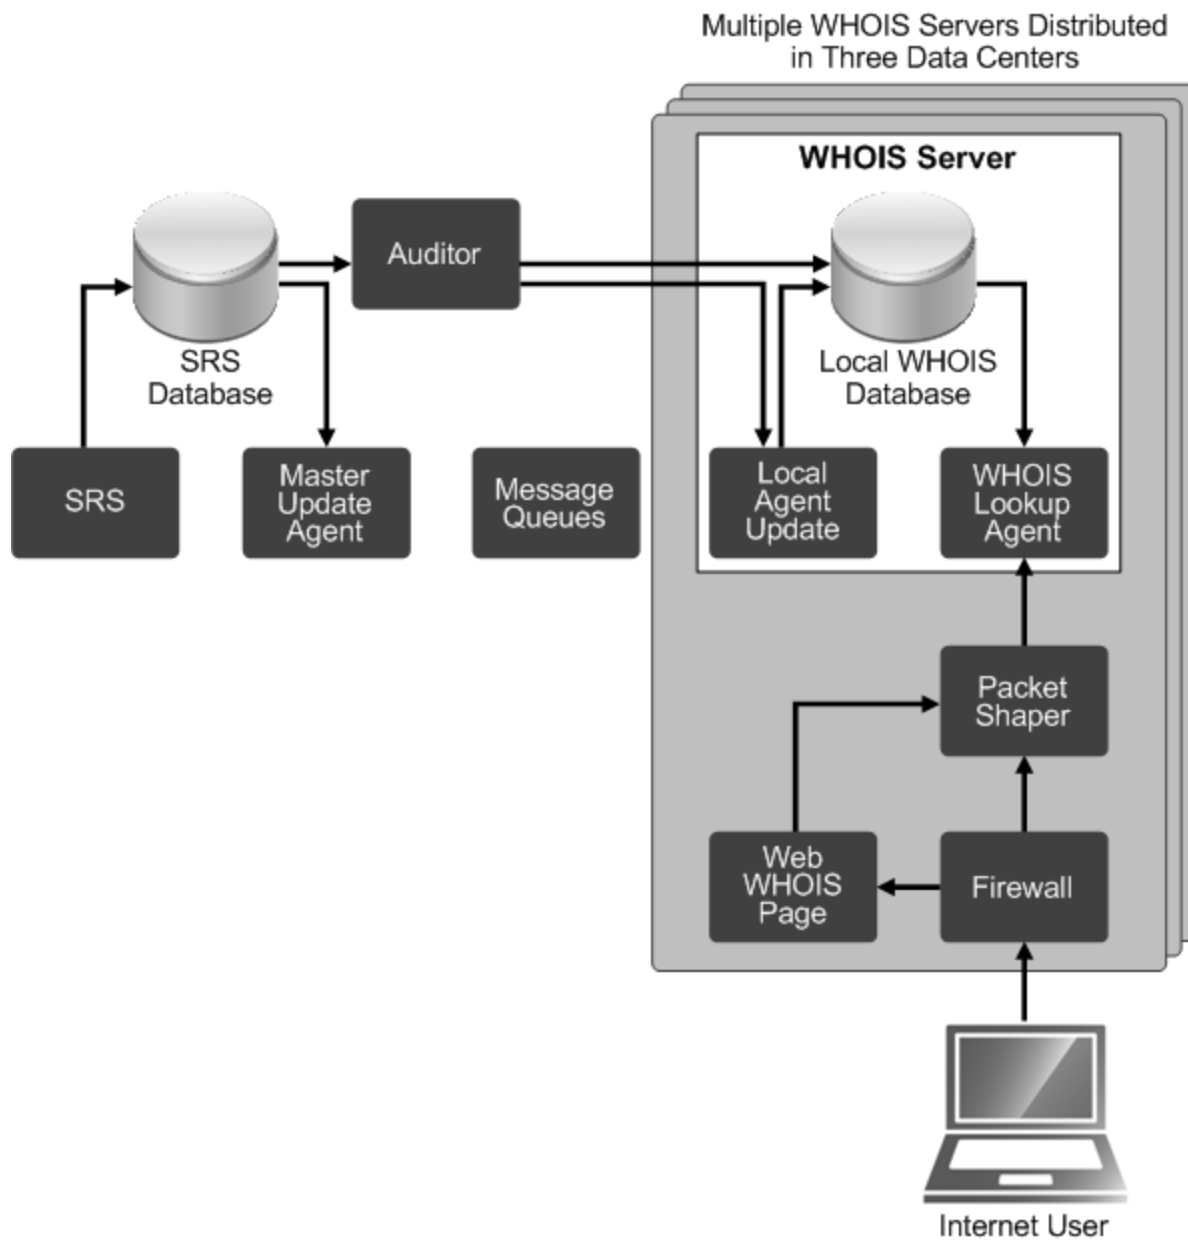 Multiple WHOIS Servers Distributed
in Three Data Centers
WHOIS Server
Auditor
SRS
Database
Local WHOIS
Database
SRS
Master
Update
Agent
Message
Queues
Local
Agent
Update
WHOIS
Lookup
Agent
Packet
Shaper
Web
WHOIS
Page
Firewall
Internet User